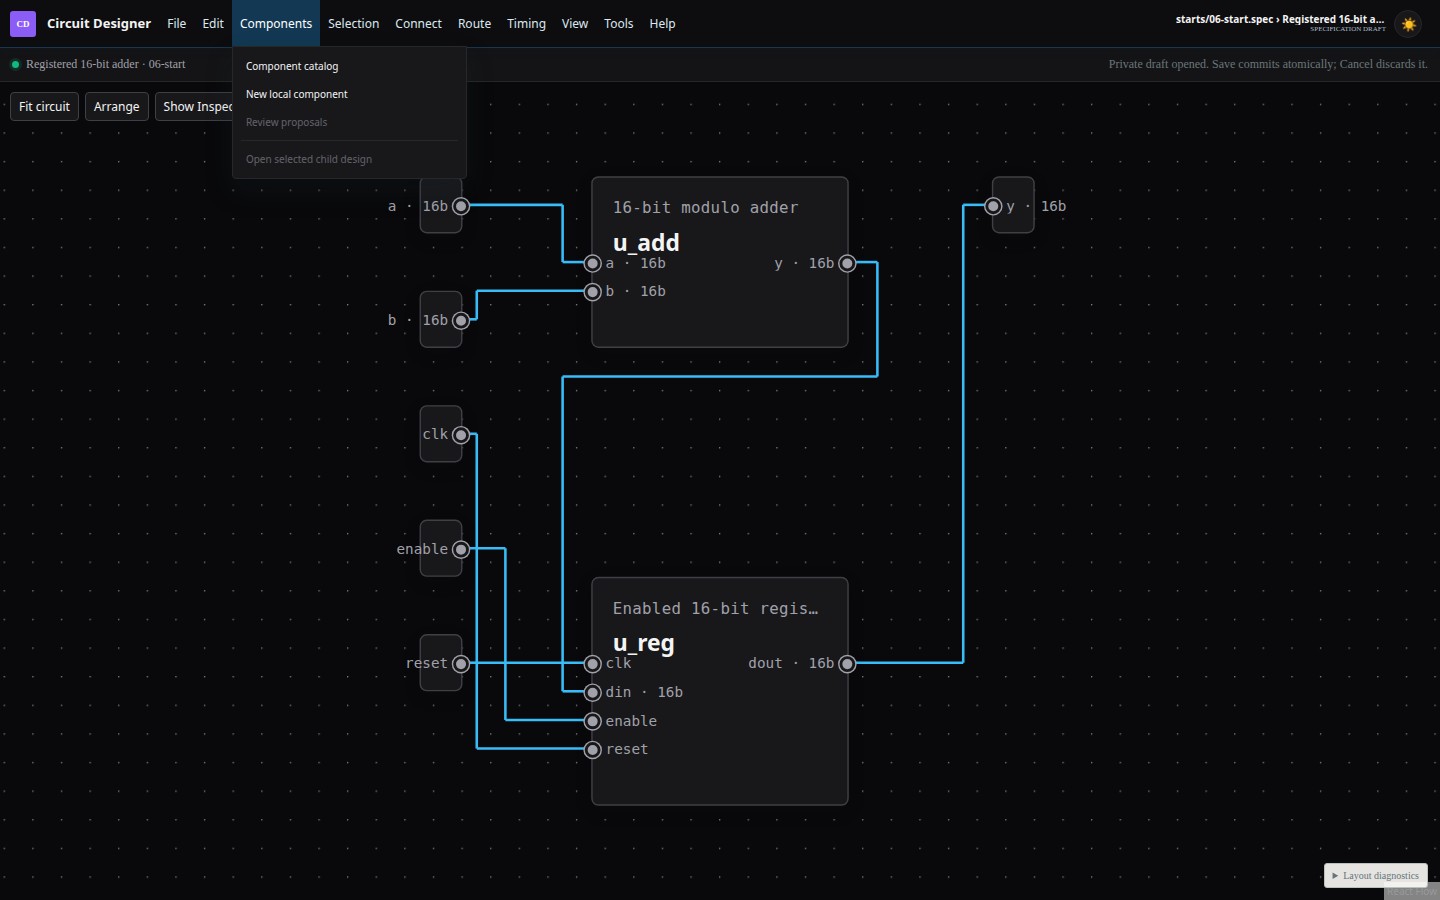 CD
Circuit Designer File Edit Components Selection Connect Route Timing View Tools Help
starts/06-start.spec › Registered 16-bit a...
SPECIFICATION DRAFT
Registered 16-bit adder · 06-start
Private draft opened. Save commits atomically; Cancel discards it.
Component catalog
New local component
Review proposals
Open selected child design
Fit circuit
Arrange
Show Inspec
a · 16b
b · 16b
clk
enable
reset
16-bit modulo adder
u_add
a · 16b
b · 16b
y · 16b
y · 16b
Enabled 16-bit regis…
u_reg
clk
din · 16b
enable
reset
dout · 16b
▶ Layout diagnostics
React Flow